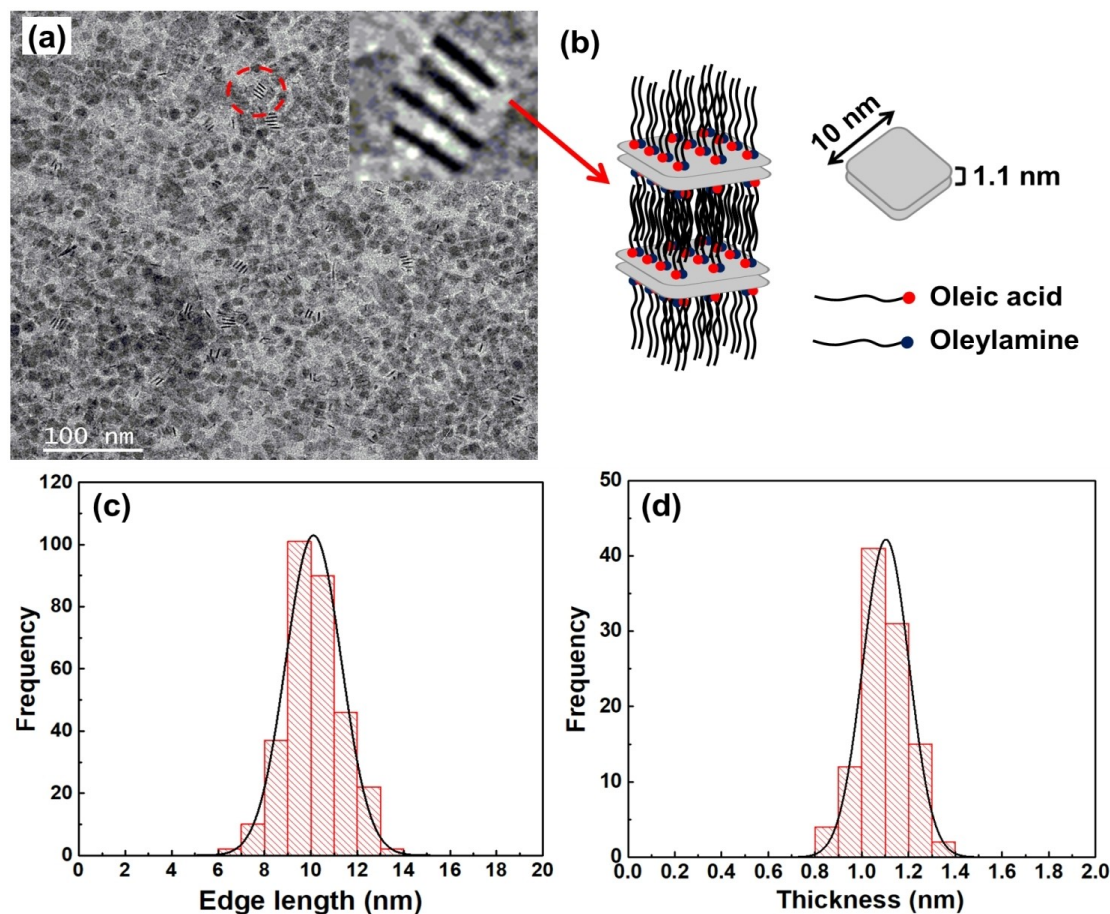 (a)
100 nm
(b)
10 nm
1.1 nm
Oleic acid
Oleylamine
(c)
120
100
80
60
40
20
0
Frequency
0 2 4 6 8 10 12 14 16 18 20
Edge length (nm)
(d)
50
40
30
20
10
0
Frequency
0.0 0.2 0.4 0.6 0.8 1.0 1.2 1.4 1.6 1.8 2.0
Thickness (nm)